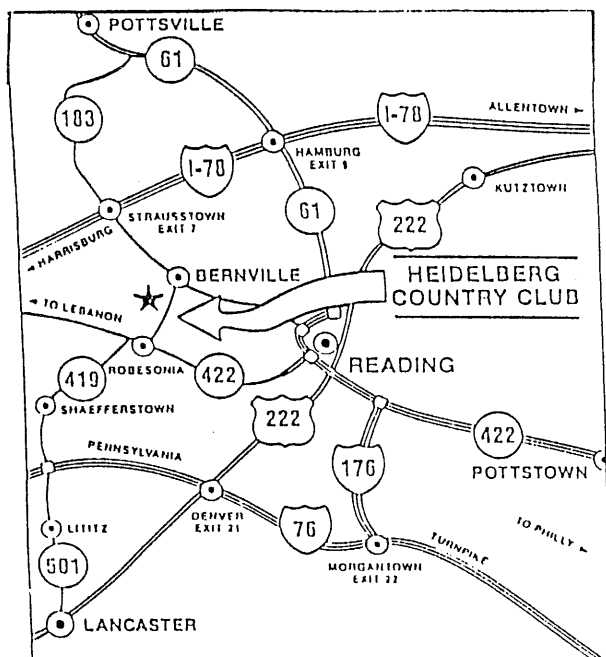 POTTSVILLE
61
183
I-78
ALLENTOWN
I-78
HAMBURG
EXIT 9
KUTZTOWN
61
222
STRAUSSTOWN
EXIT 7
HARRISBURG
BERNVILLE
HEIDELBERG
COUNTRY CLUB
TO LEBANON
ROBESONIA
READING
419
422
SHAEFFERSTOWN
222
422
PENNSYLVANIA
176
POTTSTOWN
DENVER
EXIT 21
76
LITITZ
TO PHILLY
TURNPIKE
MORGANTOWN
EXIT 22
501
LANCASTER